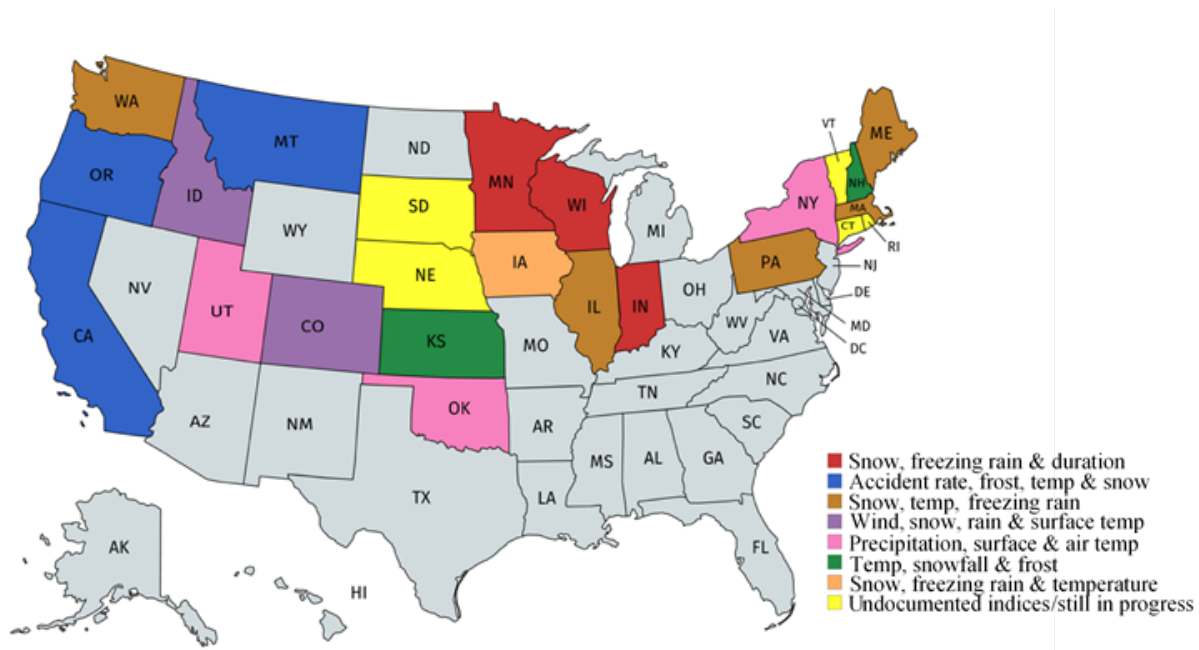 WA
MT
ND
OR
ID
MN
SD
WI
WY
MI
VT
ME
NH
NY
MA
CT
RI
NV
UT
NE
IA
PA
NJ
CA
CO
KS
MO
IL
IN
OH
WV
VA
DE
MD
DC
KY
AZ
NM
OK
AR
TN
NC
SC
TX
LA
MS
AL
GA
FL
AK
HI
Snow, freezing rain & duration
Accident rate, frost, temp & snow
Snow, temp, freezing rain
Wind, snow, rain & surface temp
Precipitation, surface & air temp
Temp, snowfall & frost
Snow, freezing rain & temperature
Undocumented indices/still in progress